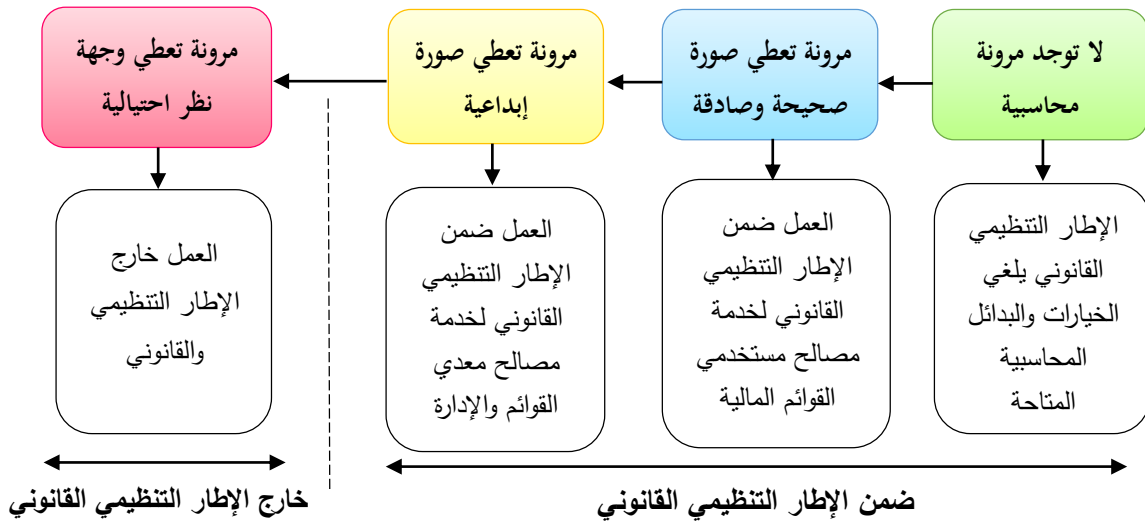 لا توجد مرونة
محاسبية
مرونة تعطي صورة
صحيحة وصادقة
مرونة تعطي صورة
إبداعية
مرونة تعطي وجهة
نظر احتيالية
الإطار التنظيمي
القانوني يلغي
الخيارات والبدائل
المحاسبية
المتاحة
العمل ضمن
الإطار التنظيمي
القانوني لخدمة
مصالح مستخدمي
القوائم المالية
العمل ضمن
الإطار التنظيمي
القانوني لخدمة
مصالح معدي
القوائم والإدارة
العمل خارج
الإطار التنظيمي
والقانوني
ضمن الإطار التنظيمي القانوني
خارج الإطار التنظيمي القانوني